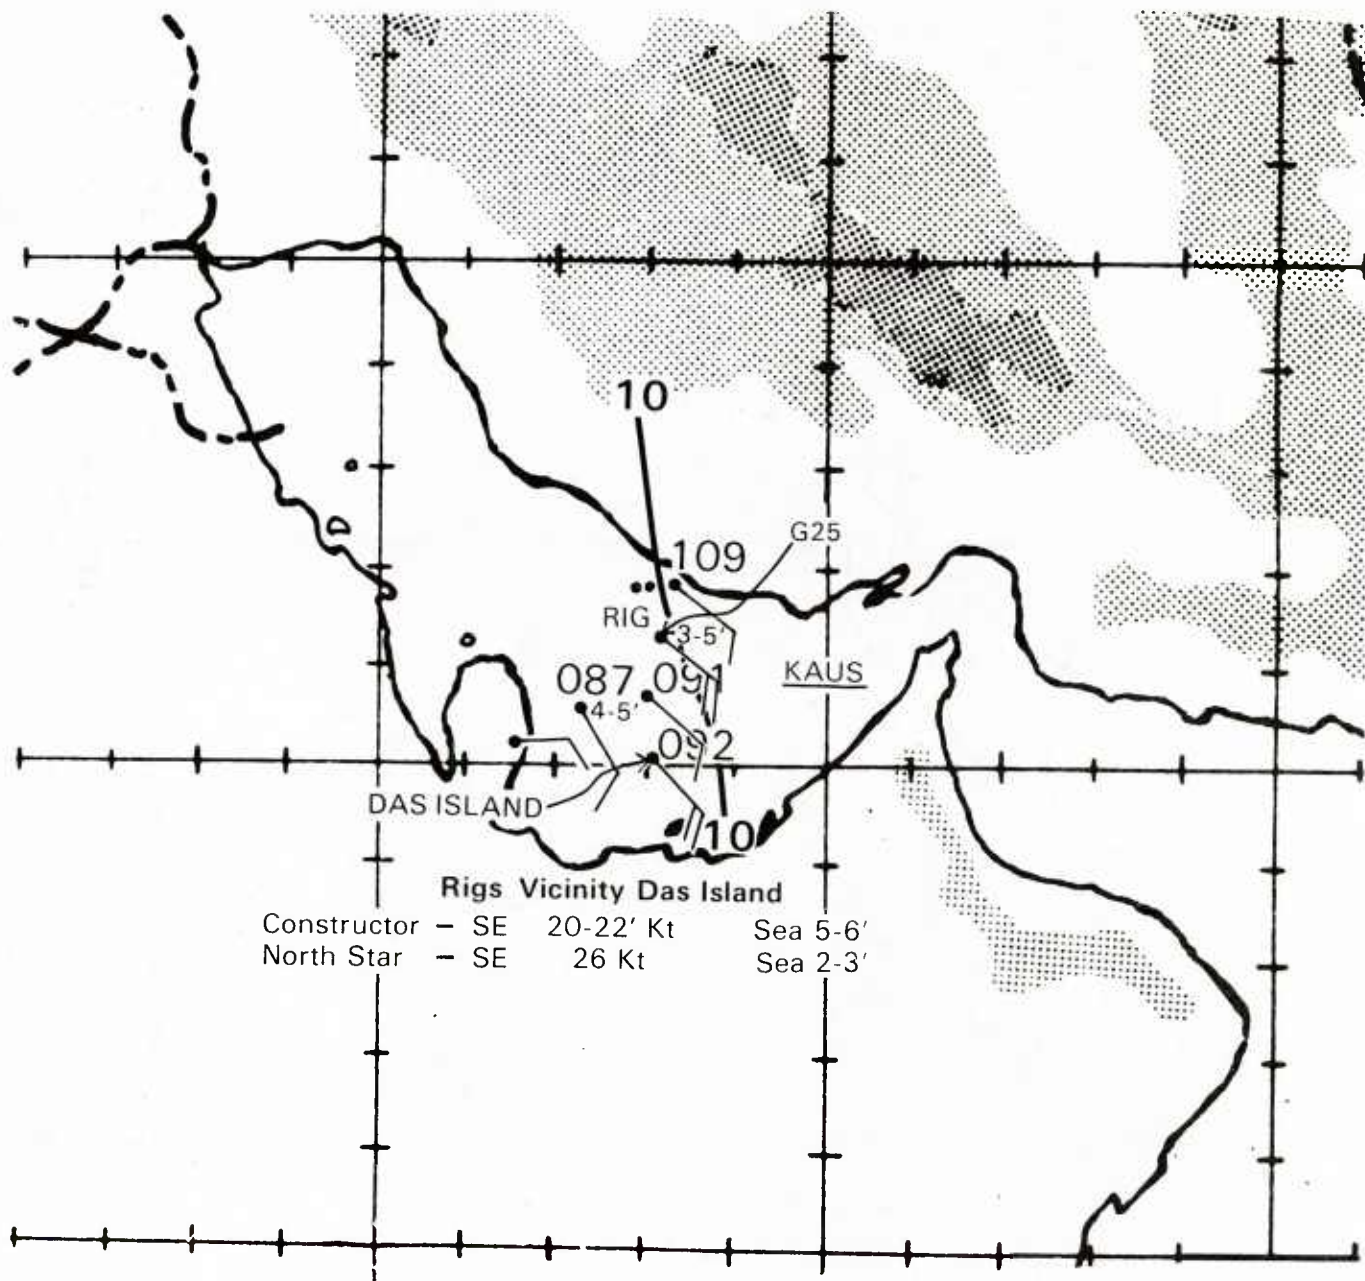 10
G25
109
RIG
3-5'
KAUS
087
091
4-5'
092
DAS ISLAND
10
Rigs Vicinity Das Island
Constructor – SE 20-22' Kt Sea 5-6'
North Star – SE 26 Kt Sea 2-3'